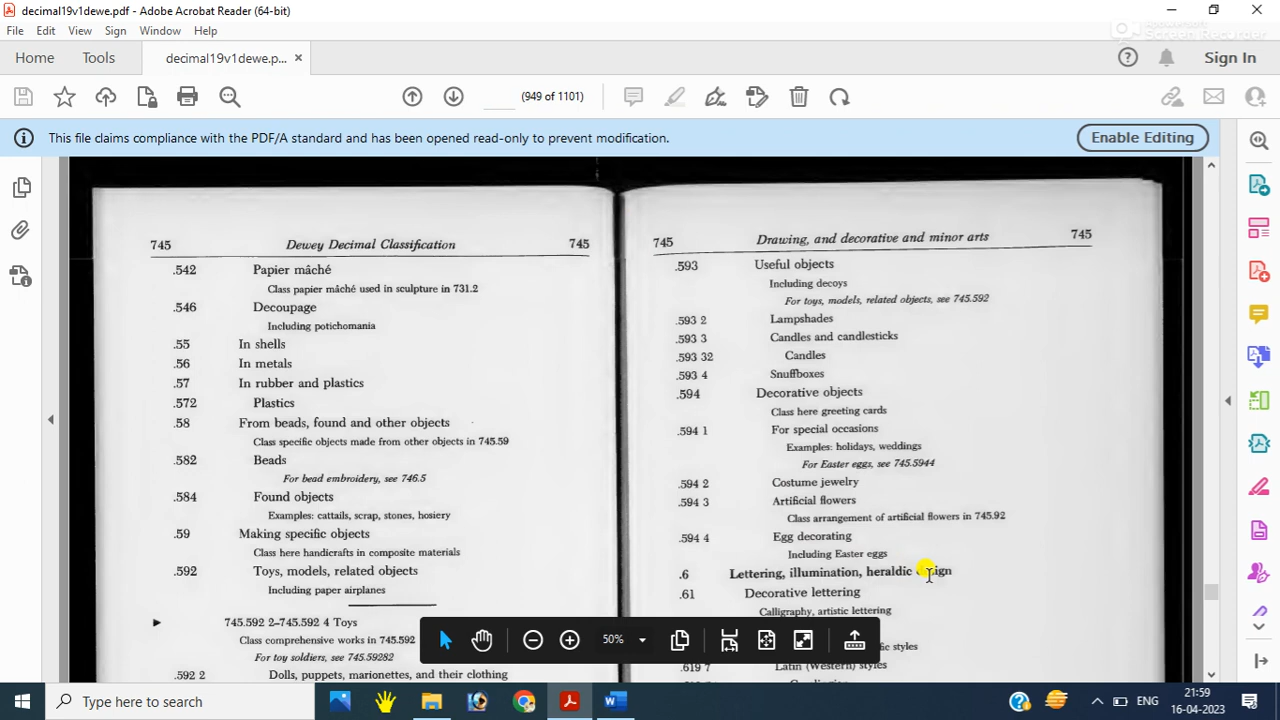 decimal19v1dewe.pdf - Adobe Acrobat Reader (64-bit)
File Edit View Sign Window Help
Home Tools decimal19v1dewe.p... ×
Screen Recorder
Sign In
(949 of 1101)
This file claims compliance with the PDF/A standard and has been opened read-only to prevent modification.
Enable Editing
745 Dewey Decimal Classification 745
.542 Papier mâché
Class papier mâché used in sculpture in 731.2
.546 Decoupage
Including potichomania
.55 In shells
.56 In metals
.57 In rubber and plastics
.572 Plastics
.58 From beads, found and other objects
Class specific objects made from other objects in 745.59
.582 Beads
For bead embroidery, see 746.5
.584 Found objects
Examples: cattails, scrap, stones, hosiery
.59 Making specific objects
Class here handicrafts in composite materials
.592 Toys, models, related objects
Including paper airplanes
745.592 2–745.592 4 Toys
Class comprehensive works in 745.592
For toy soldiers, see 745.59282
.592 2 Dolls, puppets, marionettes, and their clothing
745 Drawing, and decorative and minor arts 745
.593 Useful objects
Including decoys
For toys, models, related objects, see 745.592
.593 2 Lampshades
.593 3 Candles and candlesticks
.593 32 Candles
.593 4 Snuffboxes
.594 Decorative objects
Class here greeting cards
.594 1 For special occasions
Examples: holidays, weddings
For Easter eggs, see 745.5944
.594 2 Costume jewelry
.594 3 Artificial flowers
Class arrangement of artificial flowers in 745.92
.594 4 Egg decorating
Including Easter eggs
.6 Lettering, illumination, heraldic design
.61 Decorative lettering
Calligraphy, artistic lettering
styles
.619 7 Latin (Western) styles
50%
Type here to search
ENG
21:59
16-04-2023